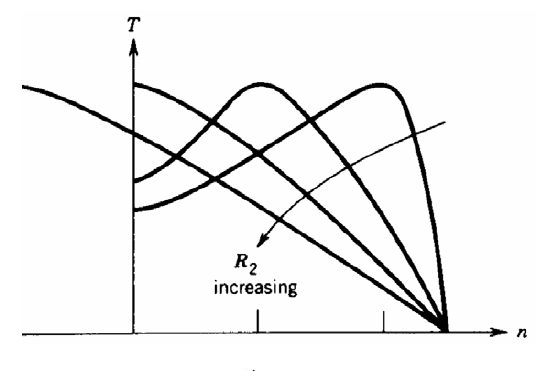 T
R₂
increasing
n